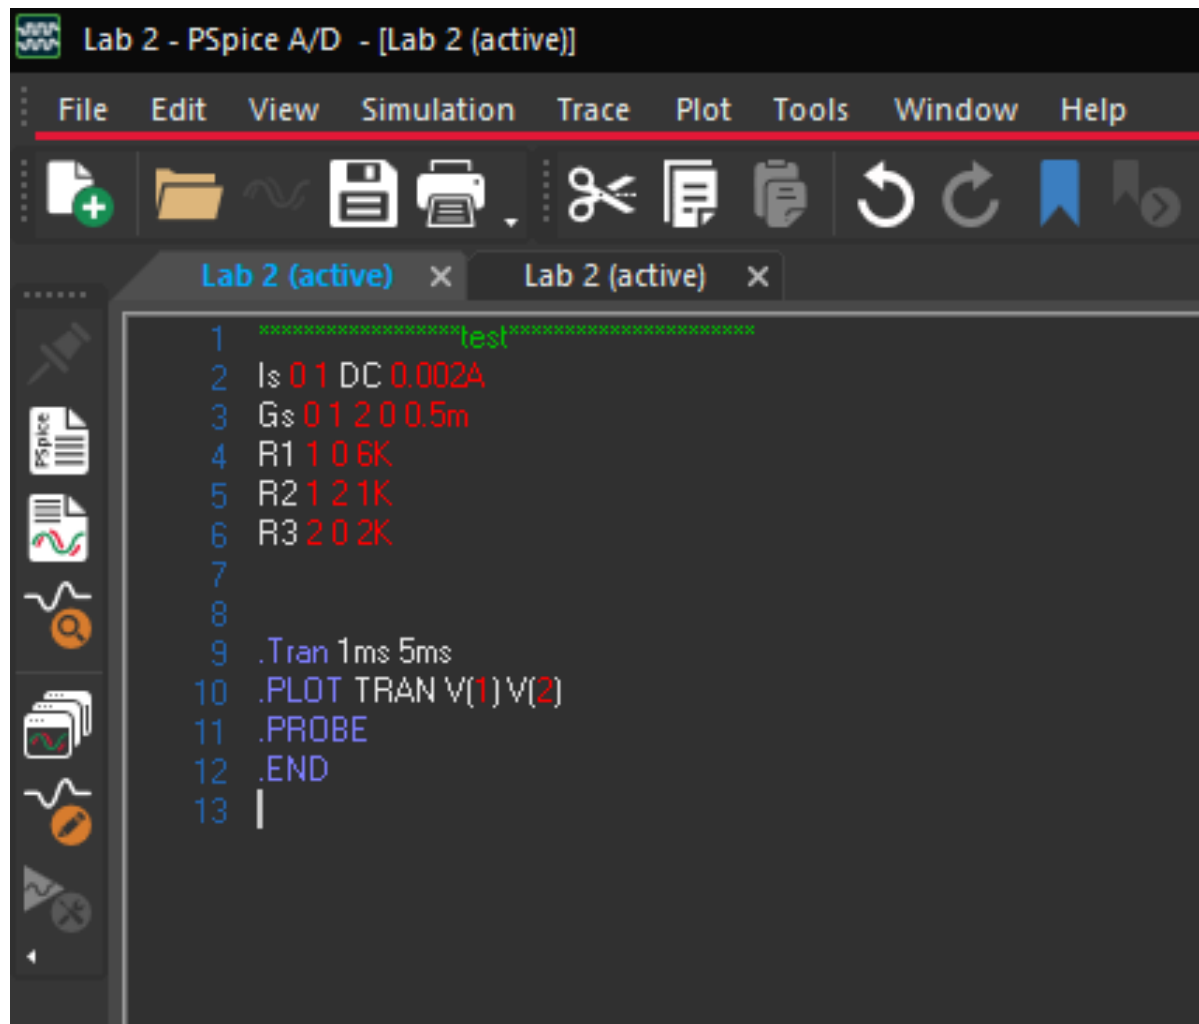 Lab 2 - PSpice A/D - [Lab 2 (active)]
File Edit View Simulation Trace Plot Tools Window Help
Lab 2 (active) × Lab 2 (active) ×
PSpice
1 ******************test**********************
2 Is 0 1 DC 0.002A
3 Gs 0 1 2 0 0.5m
4 R1 1 0 6K
5 R2 1 2 1K
6 R3 2 0 2K
7
8
9 .Tran 1ms 5ms
10 .PLOT TRAN V(1) V(2)
11 .PROBE
12 .END
13